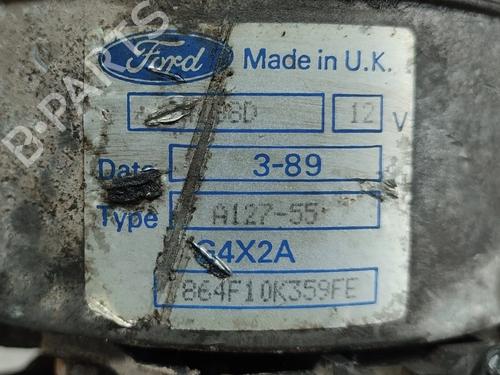 Ford Made in U.K.
12 V
Date 3-89
Type A127-55
G4X2A
864F10K359FE
B-PARTS